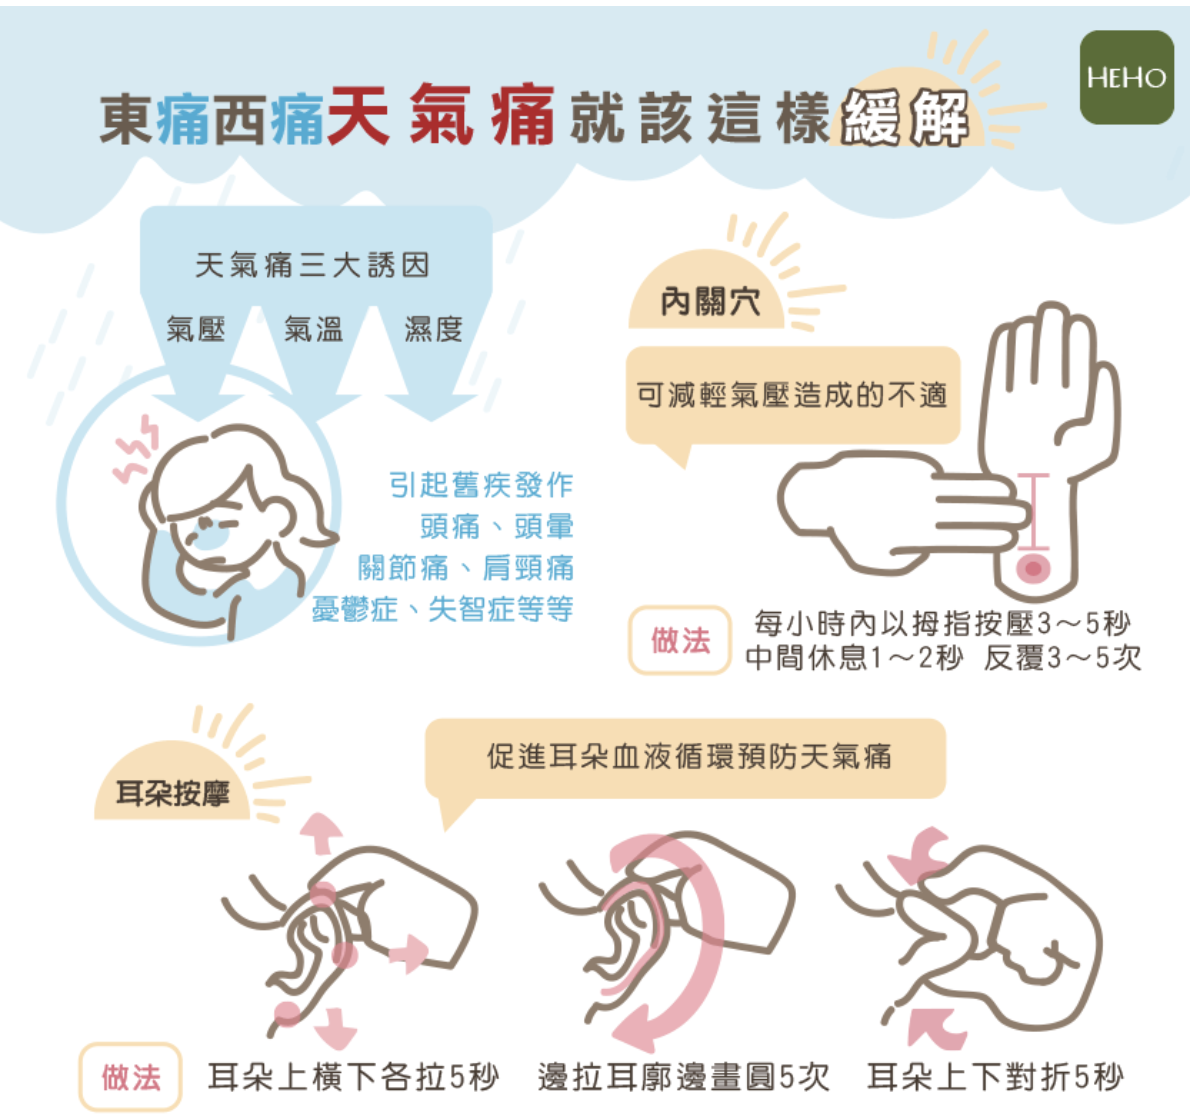 東痛西痛天氣痛就該這樣緩解
HEHO
天氣痛三大誘因
氣壓 氣溫 濕度
引起舊疾發作
頭痛、頭暈
關節痛、肩頸痛
憂鬱症、失智症等等
內關穴
可減輕氣壓造成的不適
做法
每小時內以拇指按壓3～5秒
中間休息1～2秒 反覆3～5次
耳朵按摩
促進耳朵血液循環預防天氣痛
做法
耳朵上橫下各拉5秒
邊拉耳廓邊畫圓5次
耳朵上下對折5秒